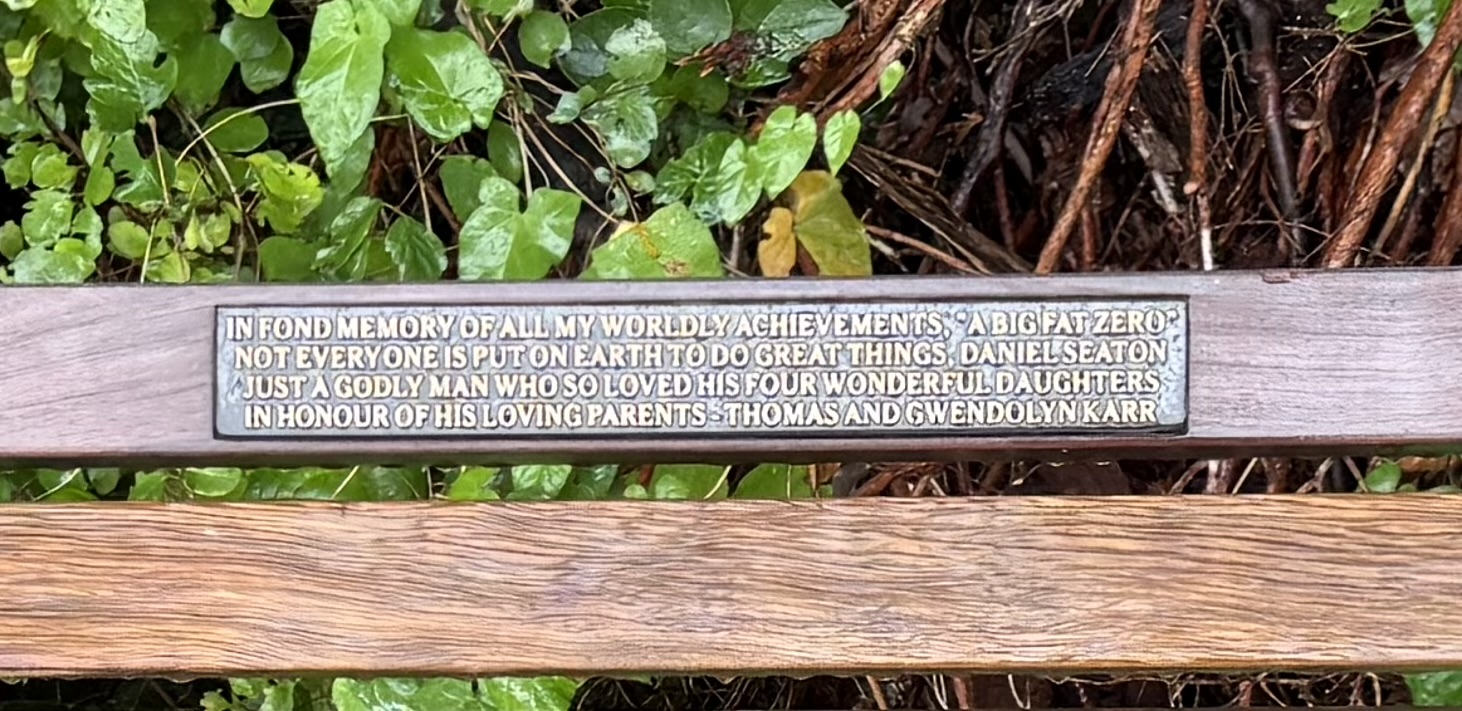 IN FOND MEMORY OF ALL MY WORLDLY ACHIEVEMENTS, "A BIG FAT ZERO"
NOT EVERYONE IS PUT ON EARTH TO DO GREAT THINGS, DANIEL SEATON
JUST A GODLY MAN WHO SO LOVED HIS FOUR WONDERFUL DAUGHTERS
IN HONOUR OF HIS LOVING PARENTS - THOMAS AND GWENDOLYN KARR